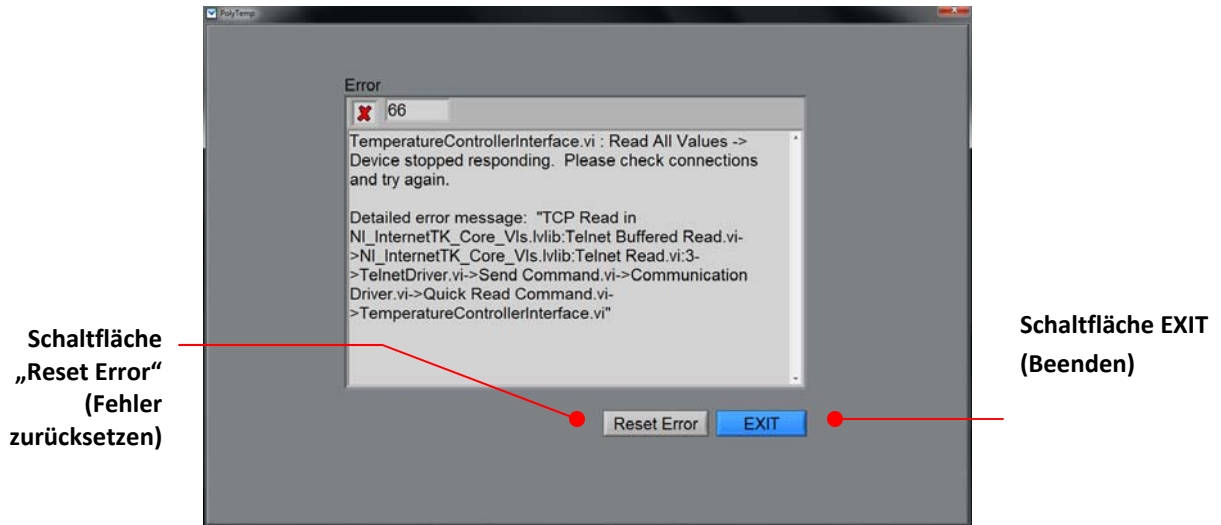 PolyTemp
Error
66
TemperatureControllerInterface.vi : Read All Values ->
Device stopped responding.  Please check connections
and try again.
Detailed error message:  "TCP Read in
NI_InternetTK_Core_VIs.lvlib:Telnet Buffered Read.vi-
>NI_InternetTK_Core_VIs.lvlib:Telnet Read.vi:3-
>TelnetDriver.vi->Send Command.vi->Communication
Driver.vi->Quick Read Command.vi-
>TemperatureControllerInterface.vi"
Reset Error
EXIT
Schaltfläche
„Reset Error“
(Fehler
zurücksetzen)
Schaltfläche EXIT
(Beenden)